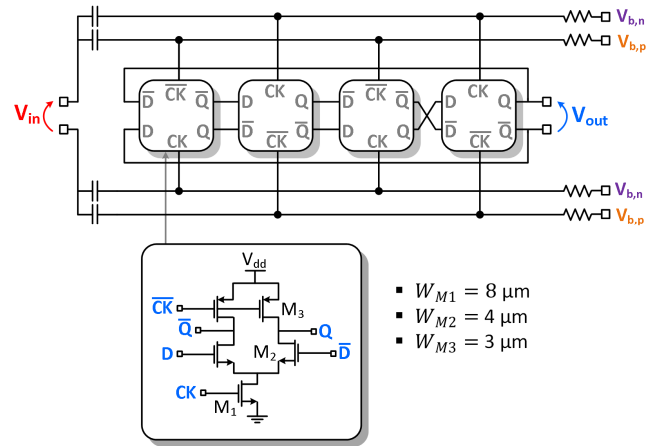 V_b,n
V_b,p
V_in
D̅ C̅K̅ Q̅
D CK Q
D CK Q
D̅ C̅K̅ Q̅
D̅ C̅K̅ Q̅
D CK Q
D CK Q
D̅ C̅K̅ Q̅
V_out
V_b,n
V_b,p
V_dd
C̅K̅
M_3
Q̅
Q
D
M_2
D̅
CK
M_1
▪ W_M1 = 8 μm
▪ W_M2 = 4 μm
▪ W_M3 = 3 μm